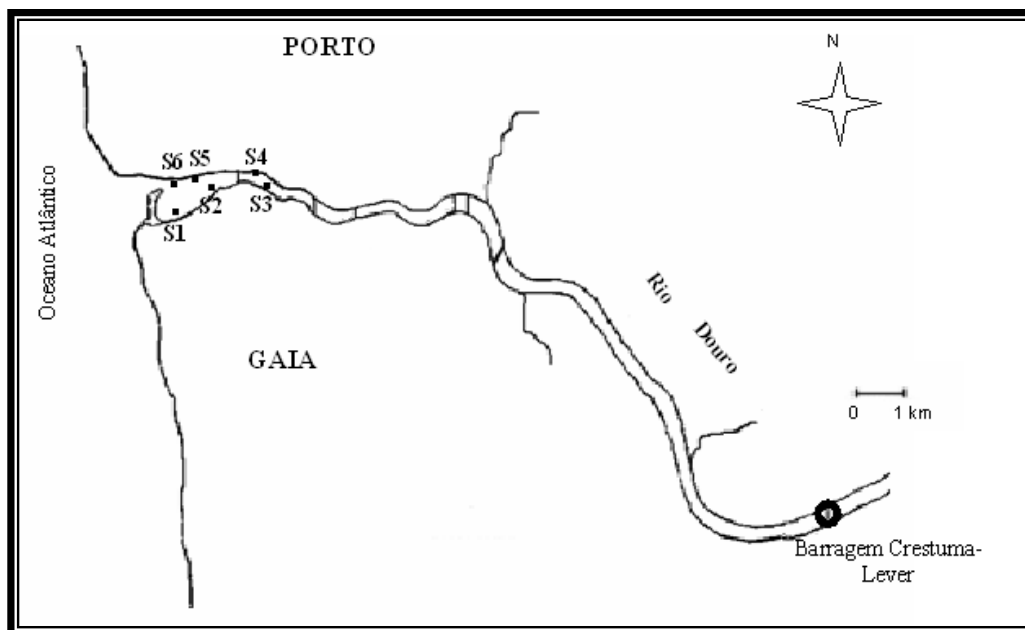 PORTO
N
S6
S5
S4
S2
S3
S1
Oceano Atlântico
Rio
Douro
GAIA
0 1 km
Barragem Crestuma-
Lever